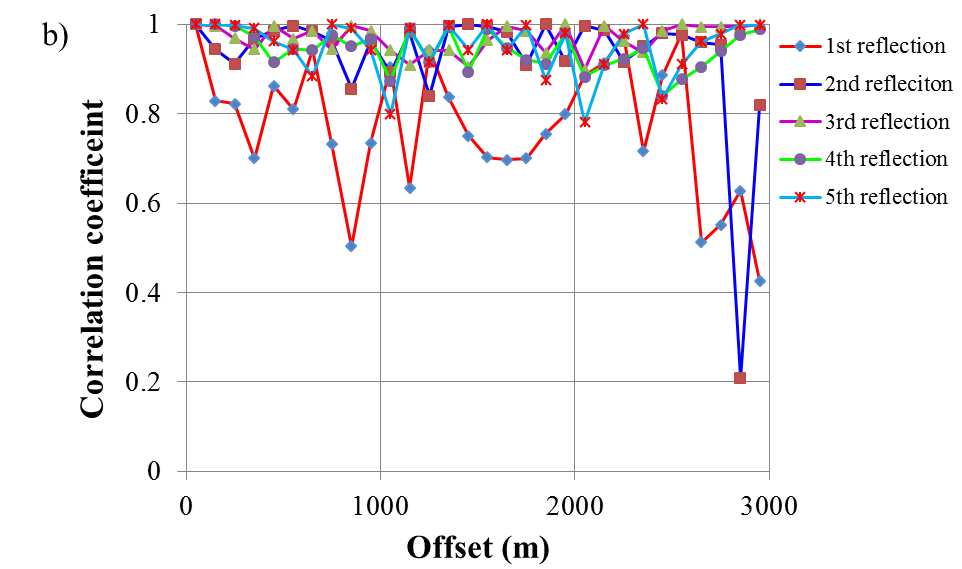 b)
Correlation coefficeint
1
0.8
0.6
0.4
0.2
0
0
1000
2000
3000
Offset (m)
1st reflection
2nd refleciton
3rd reflection
4th reflection
5th reflection